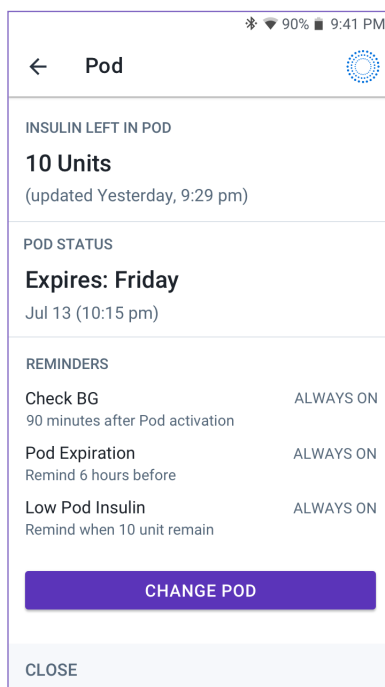 90% 9:41 PM
Pod
INSULIN LEFT IN POD
10 Units
(updated Yesterday, 9:29 pm)
POD STATUS
Expires: Friday
Jul 13 (10:15 pm)
REMINDERS
Check BG ALWAYS ON
90 minutes after Pod activation
Pod Expiration ALWAYS ON
Remind 6 hours before
Low Pod Insulin ALWAYS ON
Remind when 10 unit remain
CHANGE POD
CLOSE